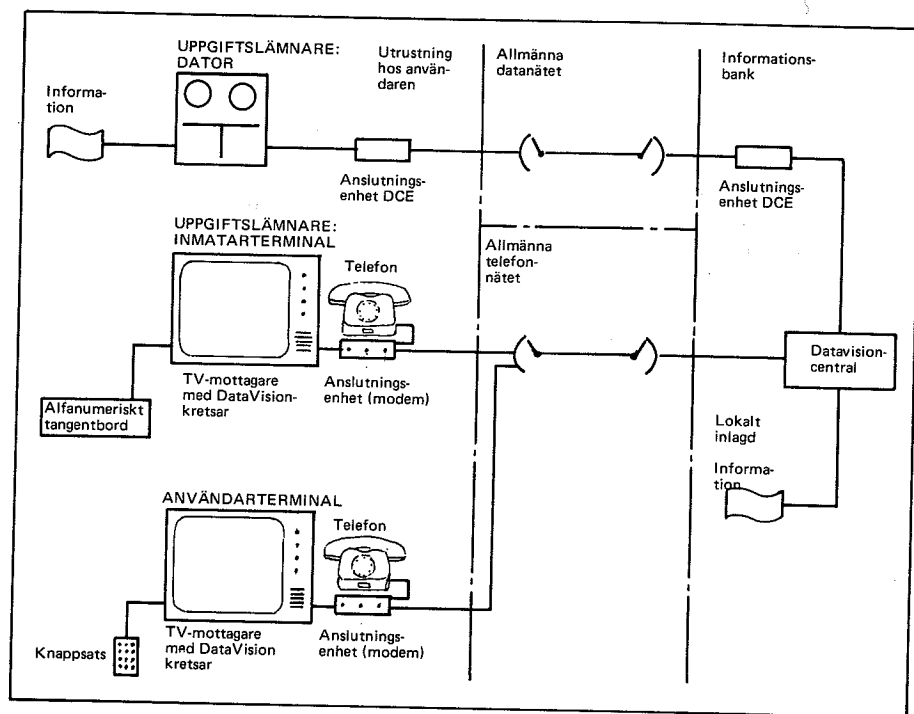 UPPGIFTSLÄMNARE:
DATOR
Utrustning
hos använ-
daren
Allmänna
datanätet
Informations-
bank
Informa-
tion
Anslutnings-
enhet DCE
Anslutnings-
enhet DCE
UPPGIFTSLÄMNARE:
INMATARTERMINAL
Allmänna
telefon-
nätet
Telefon
Datavision-
central
TV-mottagare
med DataVision-
kretsar
Anslutnings-
enhet (modem)
Alfanumeriskt
tangentbord
Lokalt
inlagd
Informa-
tion
ANVÄNDARTERMINAL
Telefon
TV-mottagare
med DataVision
kretsar
Anslutnings-
enhet (modem)
Knappsats